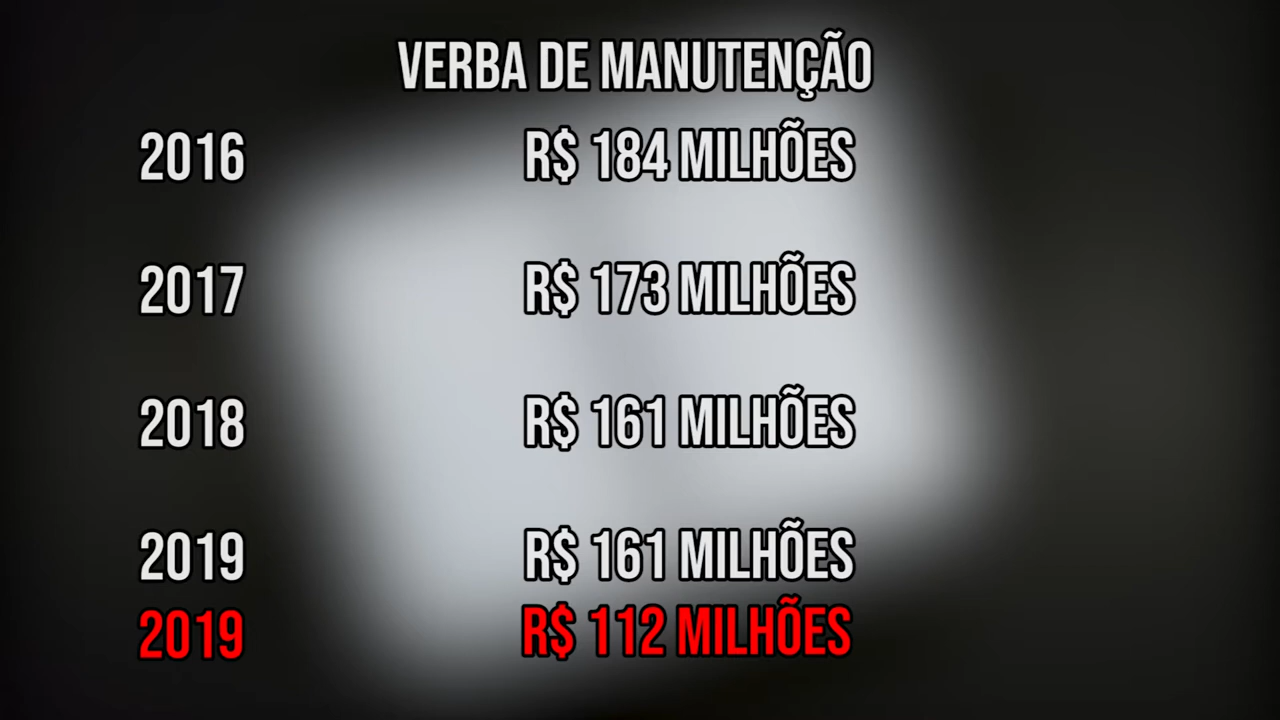 VERBA DE MANUTENÇÃO
2016 R$ 184 MILHÕES
2017 R$ 173 MILHÕES
2018 R$ 161 MILHÕES
2019 R$ 161 MILHÕES
2019 R$ 112 MILHÕES